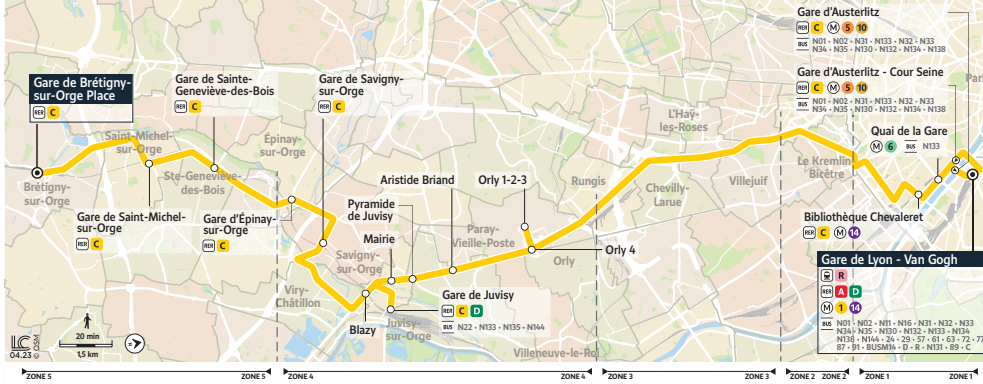 Gare d'Austerlitz
RER C M 5 10
BUS N01 • N02 • N31 • N133 • N32 • N33
N34 • N35 • N130 • N132 • N134 • N138
Gare d'Austerlitz - Cour Seine
RER C M 5 10
BUS N01 • N02 • N31 • N133 • N32 • N33
N34 • N35 • N130 • N132 • N134 • N138
Gare de Brétigny-
sur-Orge Place
RER C
Gare de Sainte-
Geneviève-des-Bois
RER C
Gare de Savigny-
sur-Orge
RER C
L'Haÿ-
les-Roses
Quai de la Gare
M 6 BUS N133
Saint-Michel-
sur-Orge
Épinay-
sur-Orge
Le Kremlin
Bicêtre
Brétigny-
sur-Orge
Ste-Geneviève-
des-Bois
Aristide Briand
Orly 1-2-3
Rungis
Chevilly-
Larue
Villejuif
Gare de Saint-Michel-
sur-Orge
RER C
Gare d'Épinay-
sur-Orge
RER C
Pyramide
de Juvisy
Mairie
Paray-
Vieille-Poste
Bibliothèque Chevaleret
RER C M 14
Savigny-
sur-Orge
Orly
Orly 4
Viry-
Châtillon
Gare de Juvisy
RER C D
BUS N22 • N133 • N135 • N144
Blazy
Juvisy-
sur-Orge
Villeneuve-le-Roi
Gare de Lyon - Van Gogh
R
RER A D
M 1 14
BUS N01 • N02 • N11 • N16 • N31 • N32 • N33
N34 • N35 • N130 • N132 • N133 • N134
N138 • N144 • 24 • 29 • 57 • 61 • 63 • 72 • 77
87 • 91 • BUSM14 • D • R • N131 • 89 • C
LC
04.23 © OSM
20 min
1,5 km
ZONE 5 ZONE 5 ZONE 4 ZONE 4 ZONE 3 ZONE 3 ZONE 2 ZONE 2 ZONE 1 ZONE 1